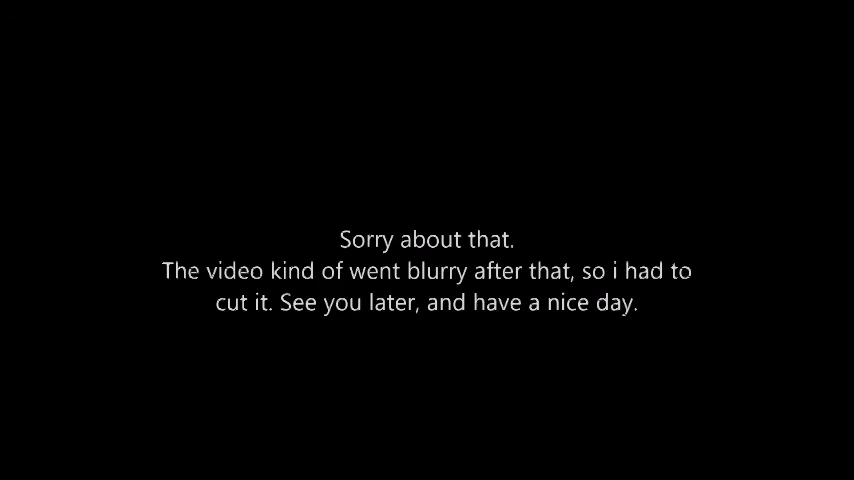 Sorry about that.
The video kind of went blurry after that, so i had to
cut it. See you later, and have a nice day.